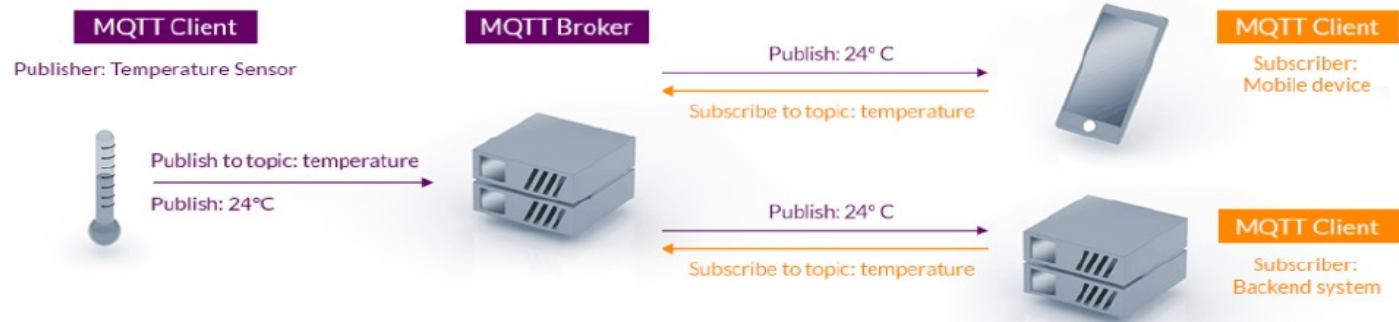 MQTT Client
Publisher: Temperature Sensor
Publish to topic: temperature
Publish: 24°C
MQTT Broker
Publish: 24° C
Subscribe to topic: temperature
MQTT Client
Subscriber:
Mobile device
Publish: 24° C
Subscribe to topic: temperature
MQTT Client
Subscriber:
Backend system